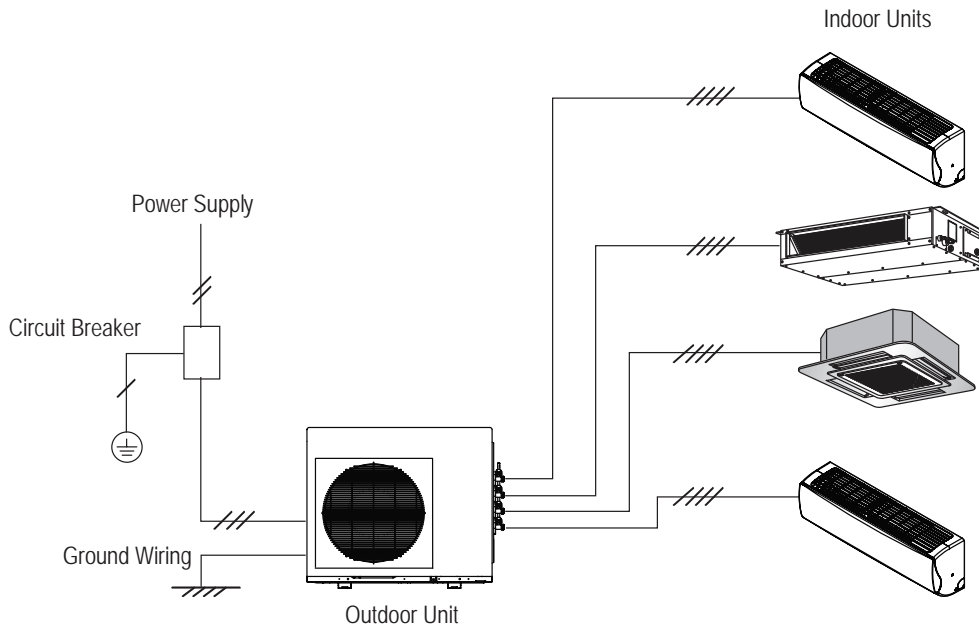 Indoor Units
Power Supply
Circuit Breaker
Ground Wiring
Outdoor Unit